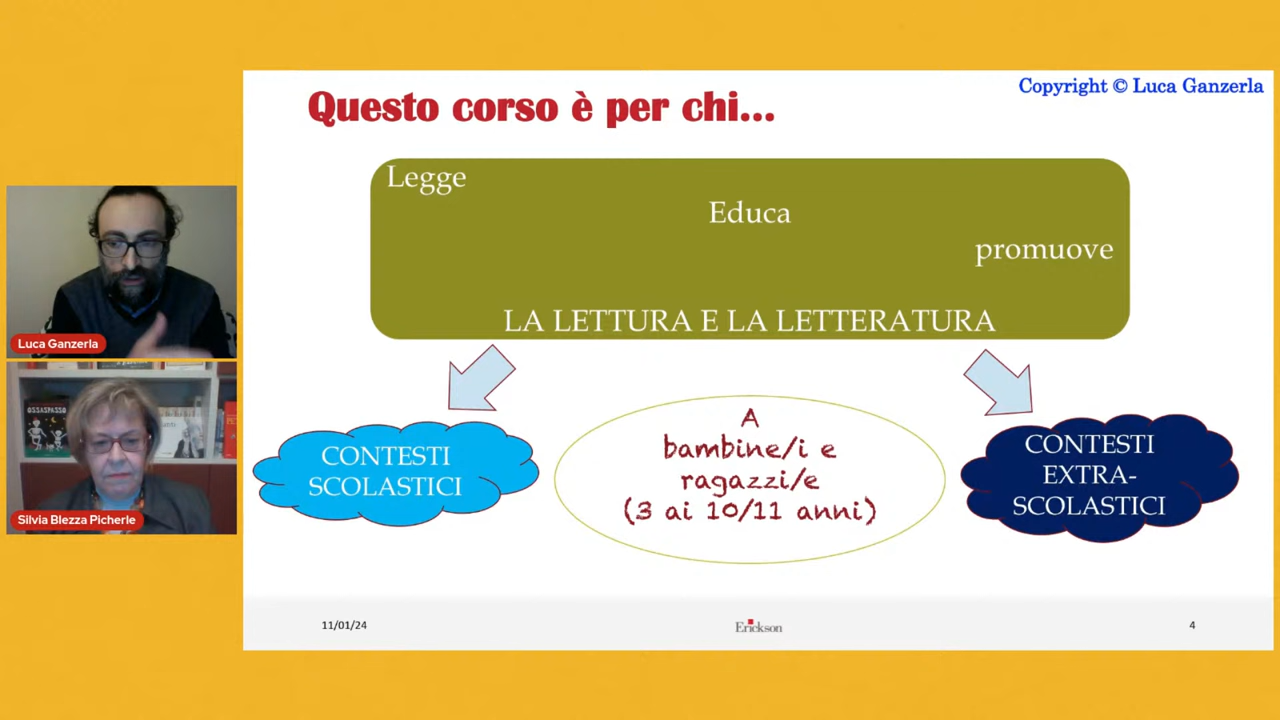 Copyright © Luca Ganzerla
Questo corso è per chi...
Legge
Educa
promuove
LA LETTURA E LA LETTERATURA
CONTESTI
SCOLASTICI
A
bambine/i e
ragazzi/e
(3 ai 10/11 anni)
CONTESTI
EXTRA-
SCOLASTICI
Luca Ganzerla
OSSASPASSO
Silvia Blezza Picherle
11/01/24
Erickson
4